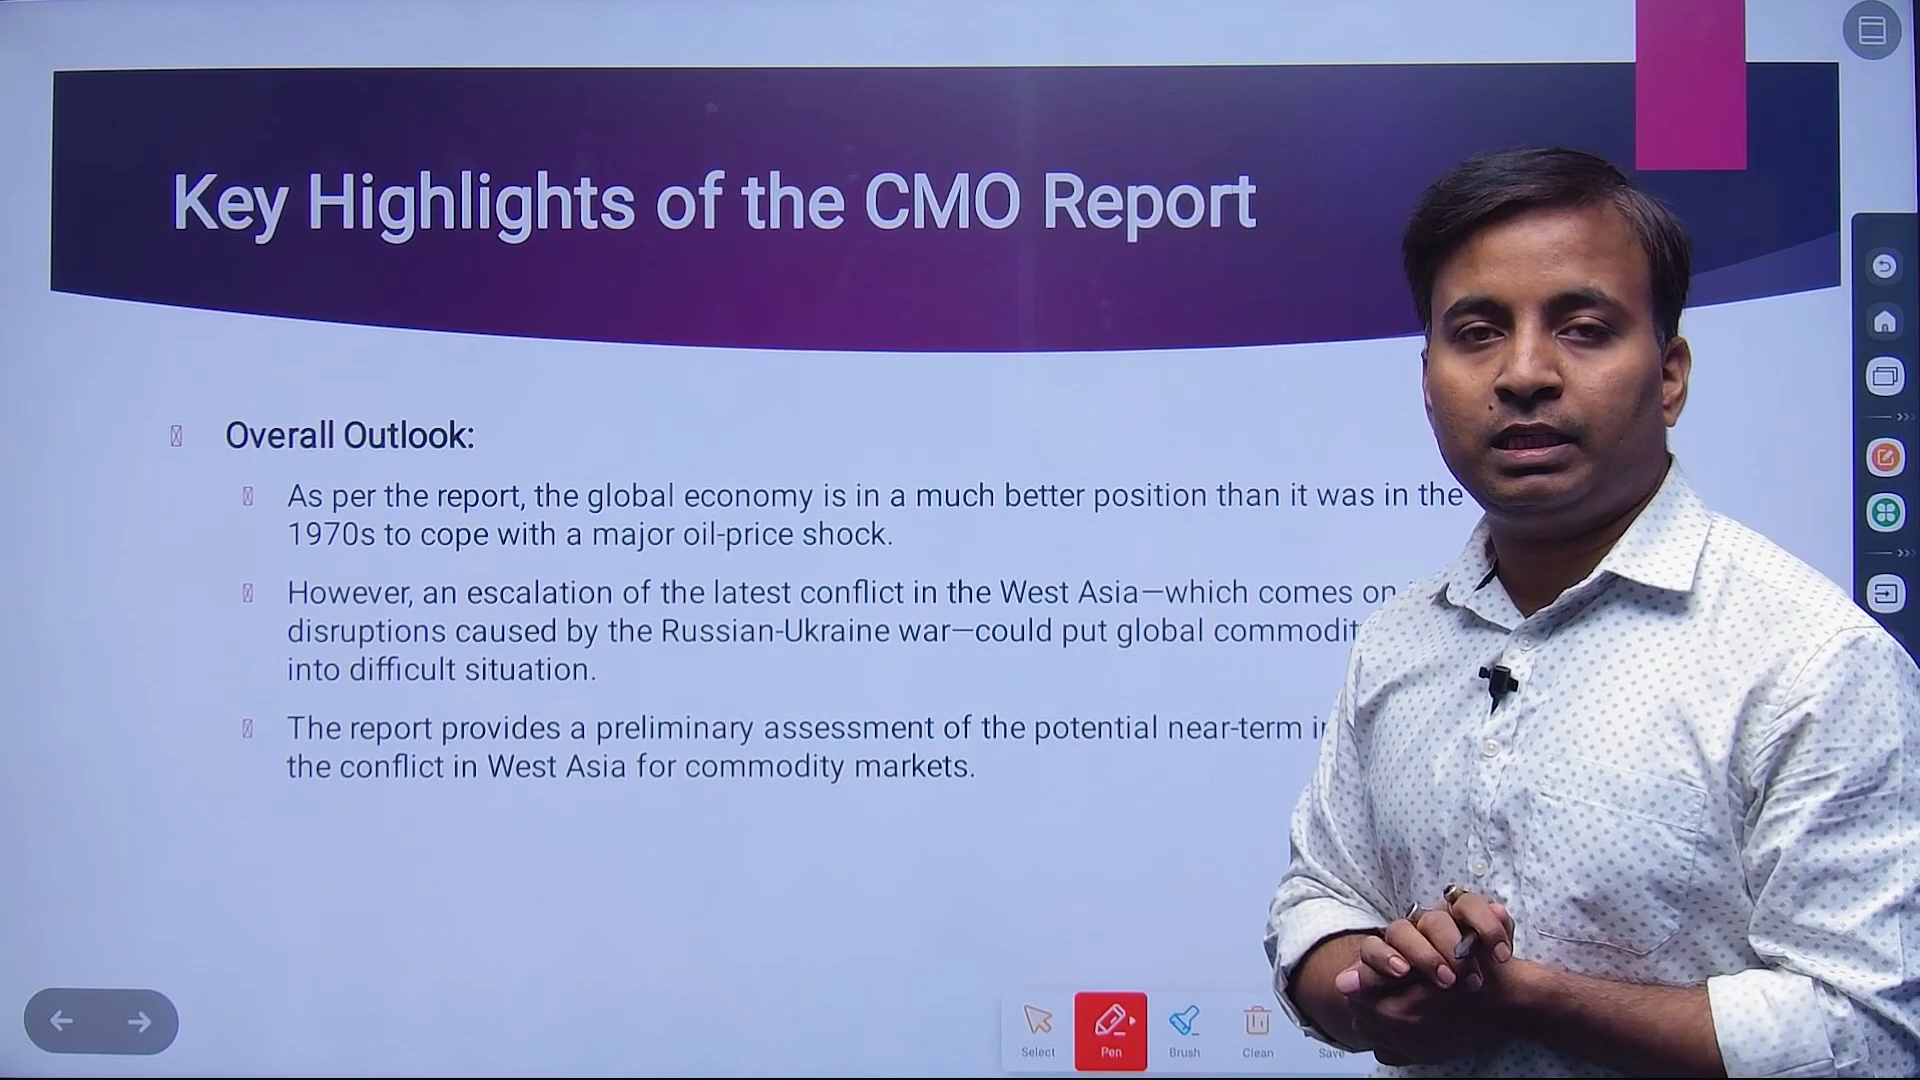 Key Highlights of the CMO Report
Overall Outlook:
As per the report, the global economy is in a much better position than it was in the
1970s to cope with a major oil-price shock.
However, an escalation of the latest conflict in the West Asia—which comes on
disruptions caused by the Russian-Ukraine war—could put global
into difficult situation.
The report provides a preliminary assessment of the potential near-term
the conflict in West Asia for commodity markets.
Select Pen Brush Clean Save